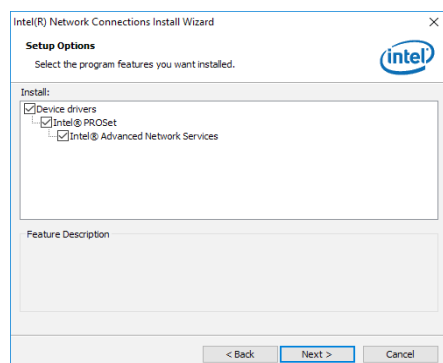 Intel(R) Network Connections Install Wizard
Setup Options
Select the program features you want installed.
intel
Install:
Device drivers
Intel® PROSet
Intel® Advanced Network Services
Feature Description
< Back
Next >
Cancel